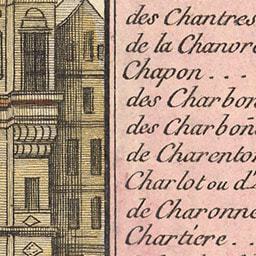 des Chantres
de la Chanvre
Chapon . . .
des Charbon
des Charboñ
de Charenton
Charlot ou d'
de Charonne
Chartiere . .